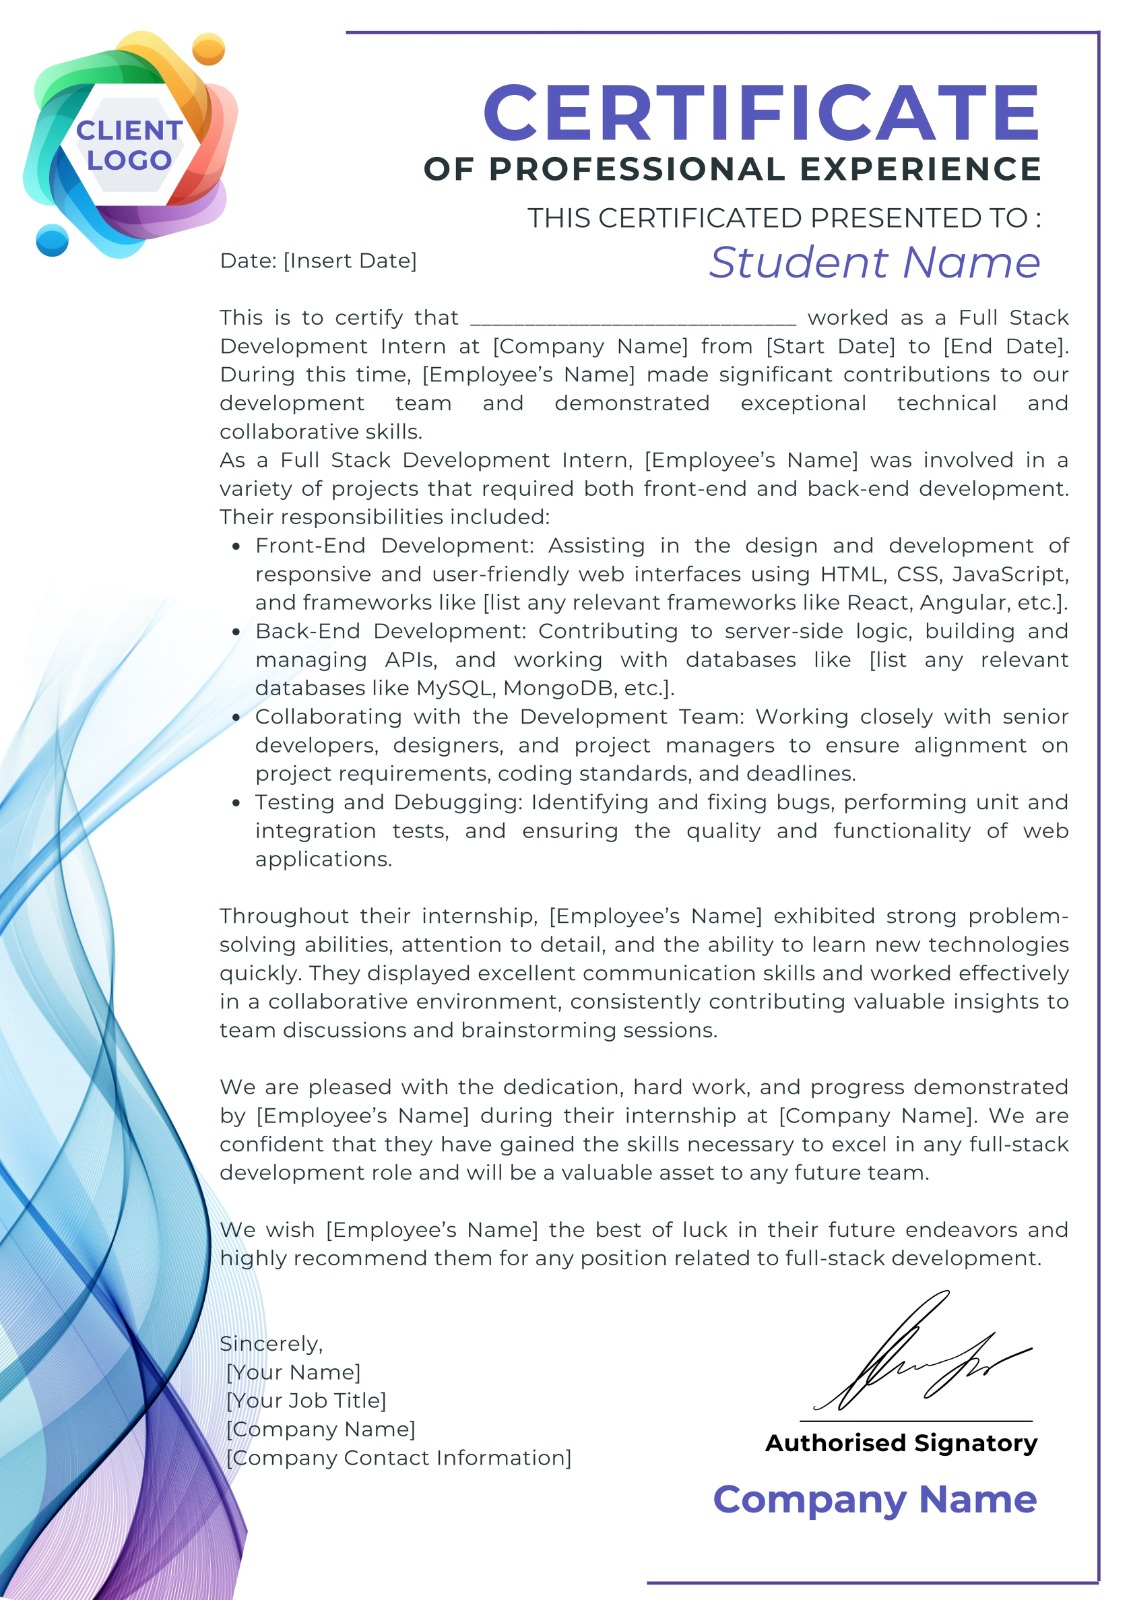 CLIENT
LOGO
CERTIFICATE
OF PROFESSIONAL EXPERIENCE
THIS CERTIFICATED PRESENTED TO :
Student Name
Date: [Insert Date]
This is to certify that ______________________________ worked as a Full Stack
Development Intern at [Company Name] from [Start Date] to [End Date].
During this time, [Employee’s Name] made significant contributions to our
development team and demonstrated exceptional technical and
collaborative skills.
As a Full Stack Development Intern, [Employee’s Name] was involved in a
variety of projects that required both front-end and back-end development.
Their responsibilities included:
• Front-End Development: Assisting in the design and development of
responsive and user-friendly web interfaces using HTML, CSS, JavaScript,
and frameworks like [list any relevant frameworks like React, Angular, etc.].
• Back-End Development: Contributing to server-side logic, building and
managing APIs, and working with databases like [list any relevant
databases like MySQL, MongoDB, etc.].
• Collaborating with the Development Team: Working closely with senior
developers, designers, and project managers to ensure alignment on
project requirements, coding standards, and deadlines.
• Testing and Debugging: Identifying and fixing bugs, performing unit and
integration tests, and ensuring the quality and functionality of web
applications.
Throughout their internship, [Employee’s Name] exhibited strong problem-
solving abilities, attention to detail, and the ability to learn new technologies
quickly. They displayed excellent communication skills and worked effectively
in a collaborative environment, consistently contributing valuable insights to
team discussions and brainstorming sessions.
We are pleased with the dedication, hard work, and progress demonstrated
by [Employee’s Name] during their internship at [Company Name]. We are
confident that they have gained the skills necessary to excel in any full-stack
development role and will be a valuable asset to any future team.
We wish [Employee’s Name] the best of luck in their future endeavors and
highly recommend them for any position related to full-stack development.
Sincerely,
[Your Name]
[Your Job Title]
[Company Name]
[Company Contact Information]
Authorised Signatory
Company Name